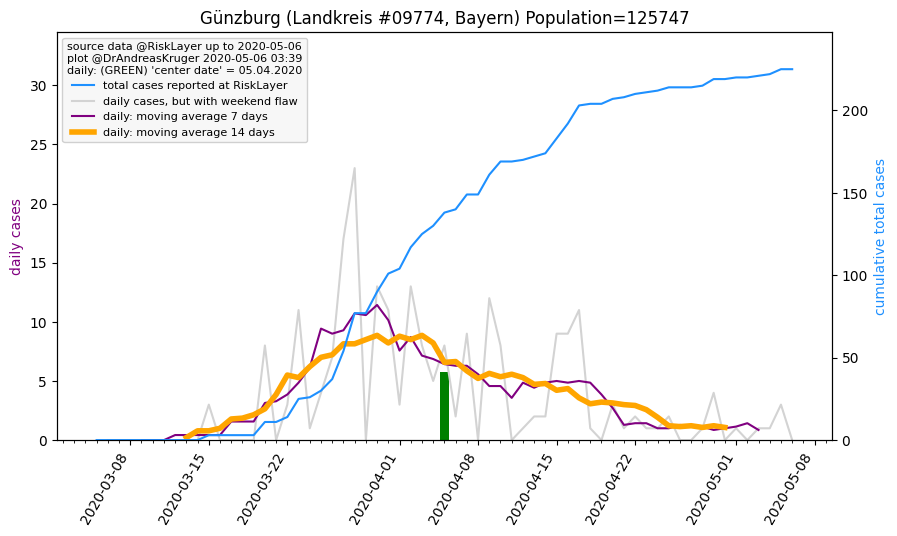 Günzburg (Landkreis #09774, Bayern) Population=125747
source data @RiskLayer up to 2020-05-06
plot @DrAndreasKruger 2020-05-06 03:39
daily: (GREEN) 'center date' = 05.04.2020
total cases reported at RiskLayer
daily cases, but with weekend flaw
daily: moving average 7 days
daily: moving average 14 days
daily cases
30
25
20
15
10
5
0
cumulative total cases
200
150
100
50
0
2020-03-08
2020-03-15
2020-03-22
2020-04-01
2020-04-08
2020-04-15
2020-04-22
2020-05-01
2020-05-08